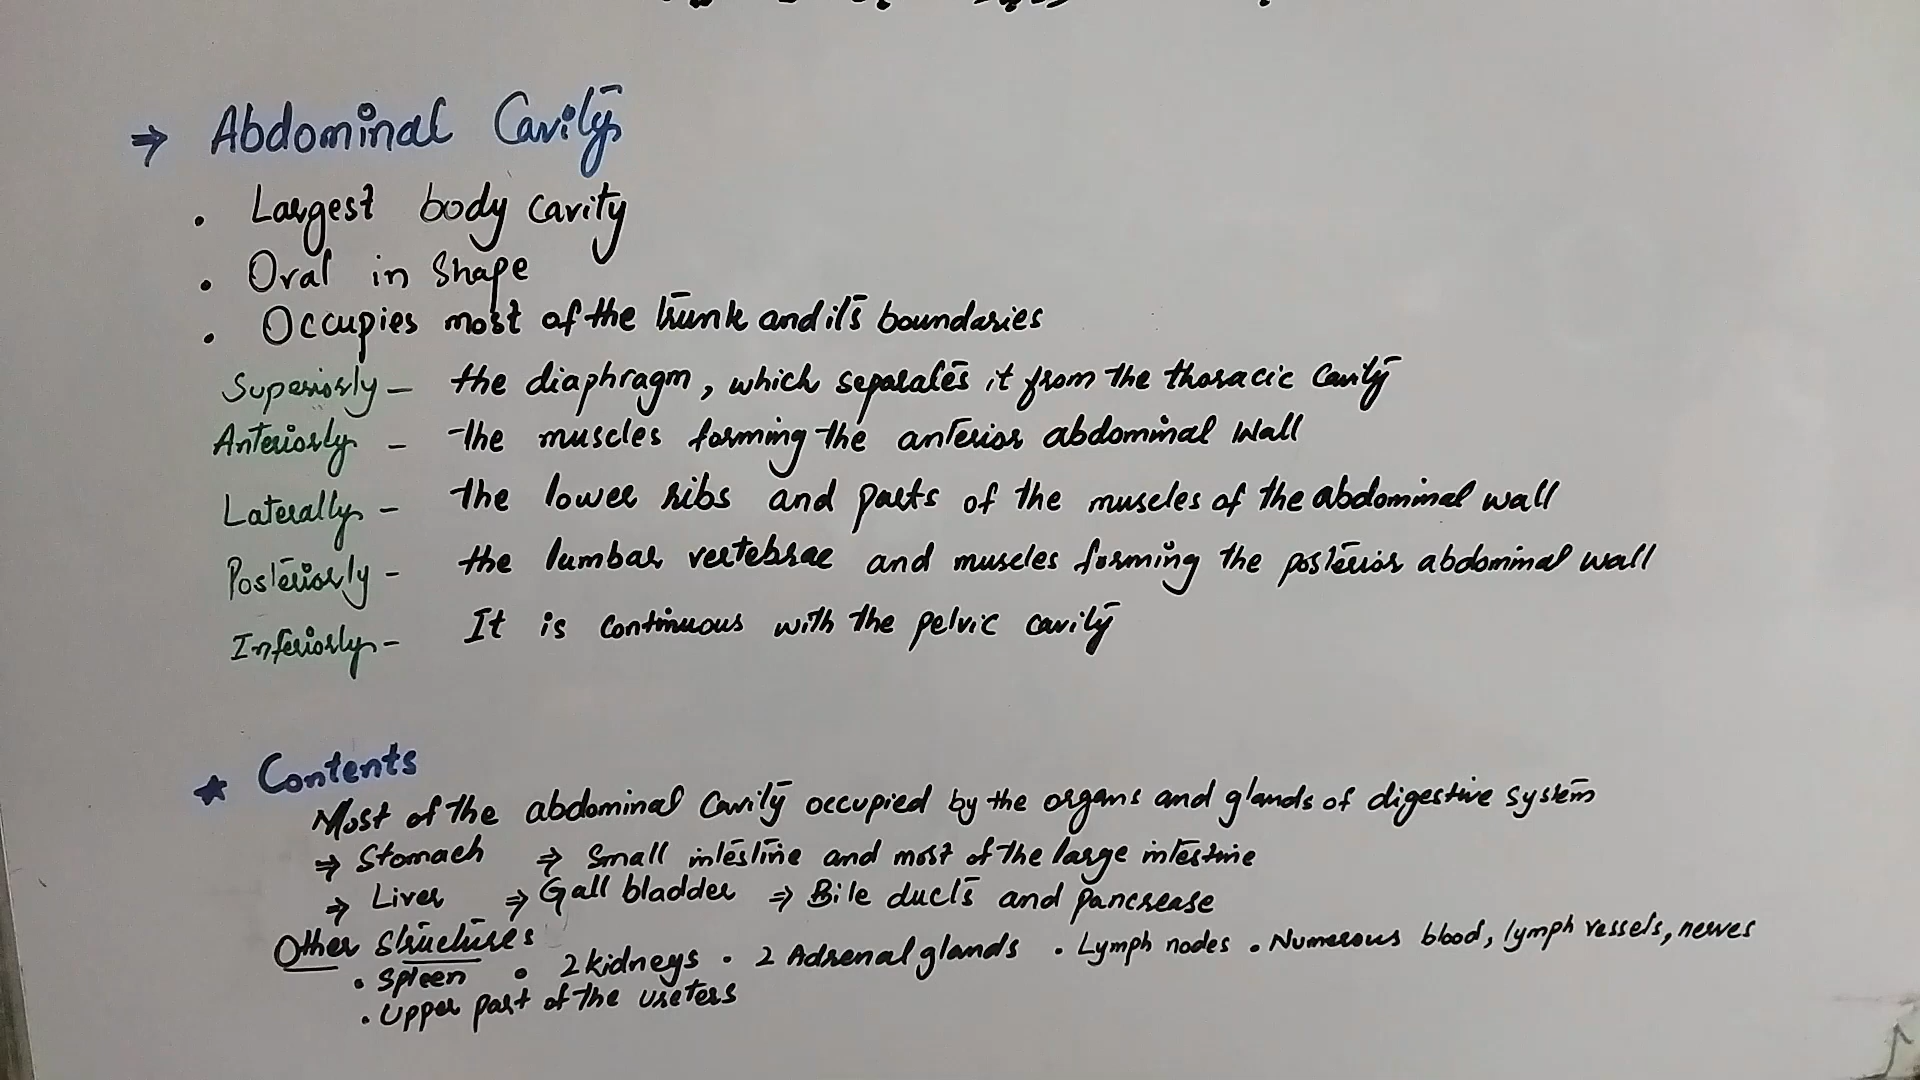 ⇒ Abdominal Cavity
• Largest body cavity
• Oval in shape
• Occupies most of the trunk and its boundaries
Superiorly – the diaphragm, which separates it from the thoracic cavity
Anteriorly – the muscles forming the anterior abdominal wall
Laterally – the lower ribs and parts of the muscles of the abdominal wall
Posteriorly – the lumbar vertebrae and muscles forming the posterior abdominal wall
Inferiorly – It is continuous with the pelvic cavity
★ Contents
Most of the abdominal cavity occupied by the organs and glands of digestive system
⇒ Stomach ⇒ Small intestine and most of the large intestine
⇒ Liver ⇒ Gall bladder ⇒ Bile ducts and pancrease
Other Structures
• Spleen • 2 kidneys • 2 Adrenal glands • Lymph nodes • Numerous blood, lymph vessels, nerves
• Upper part of the ureters